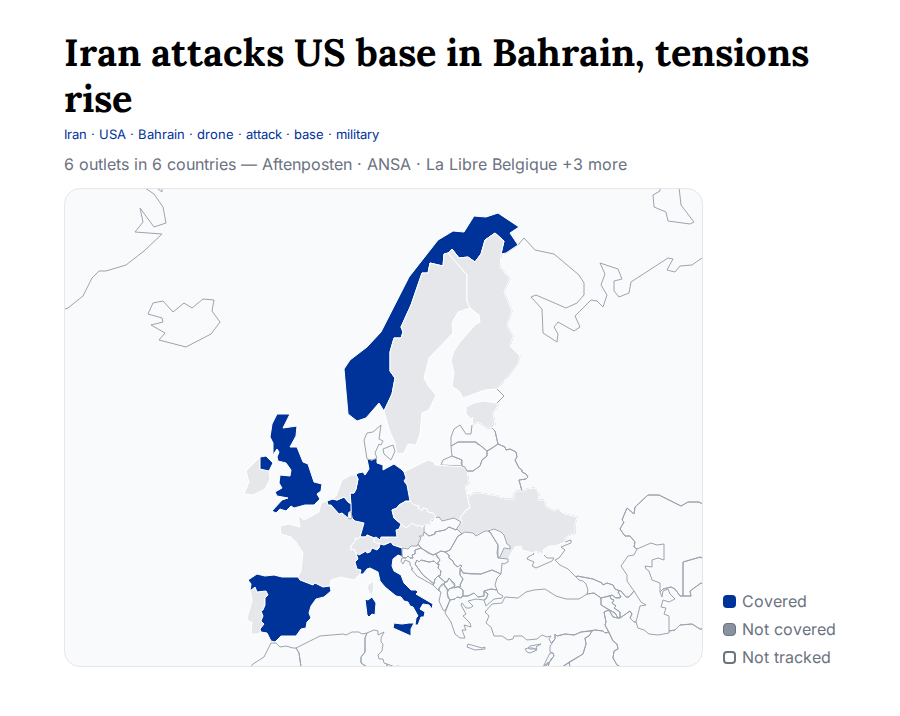 Iran attacks US base in Bahrain, tensions
rise
Iran · USA · Bahrain · drone · attack · base · military
6 outlets in 6 countries — Aftenposten · ANSA · La Libre Belgique +3 more
Covered
Not covered
Not tracked